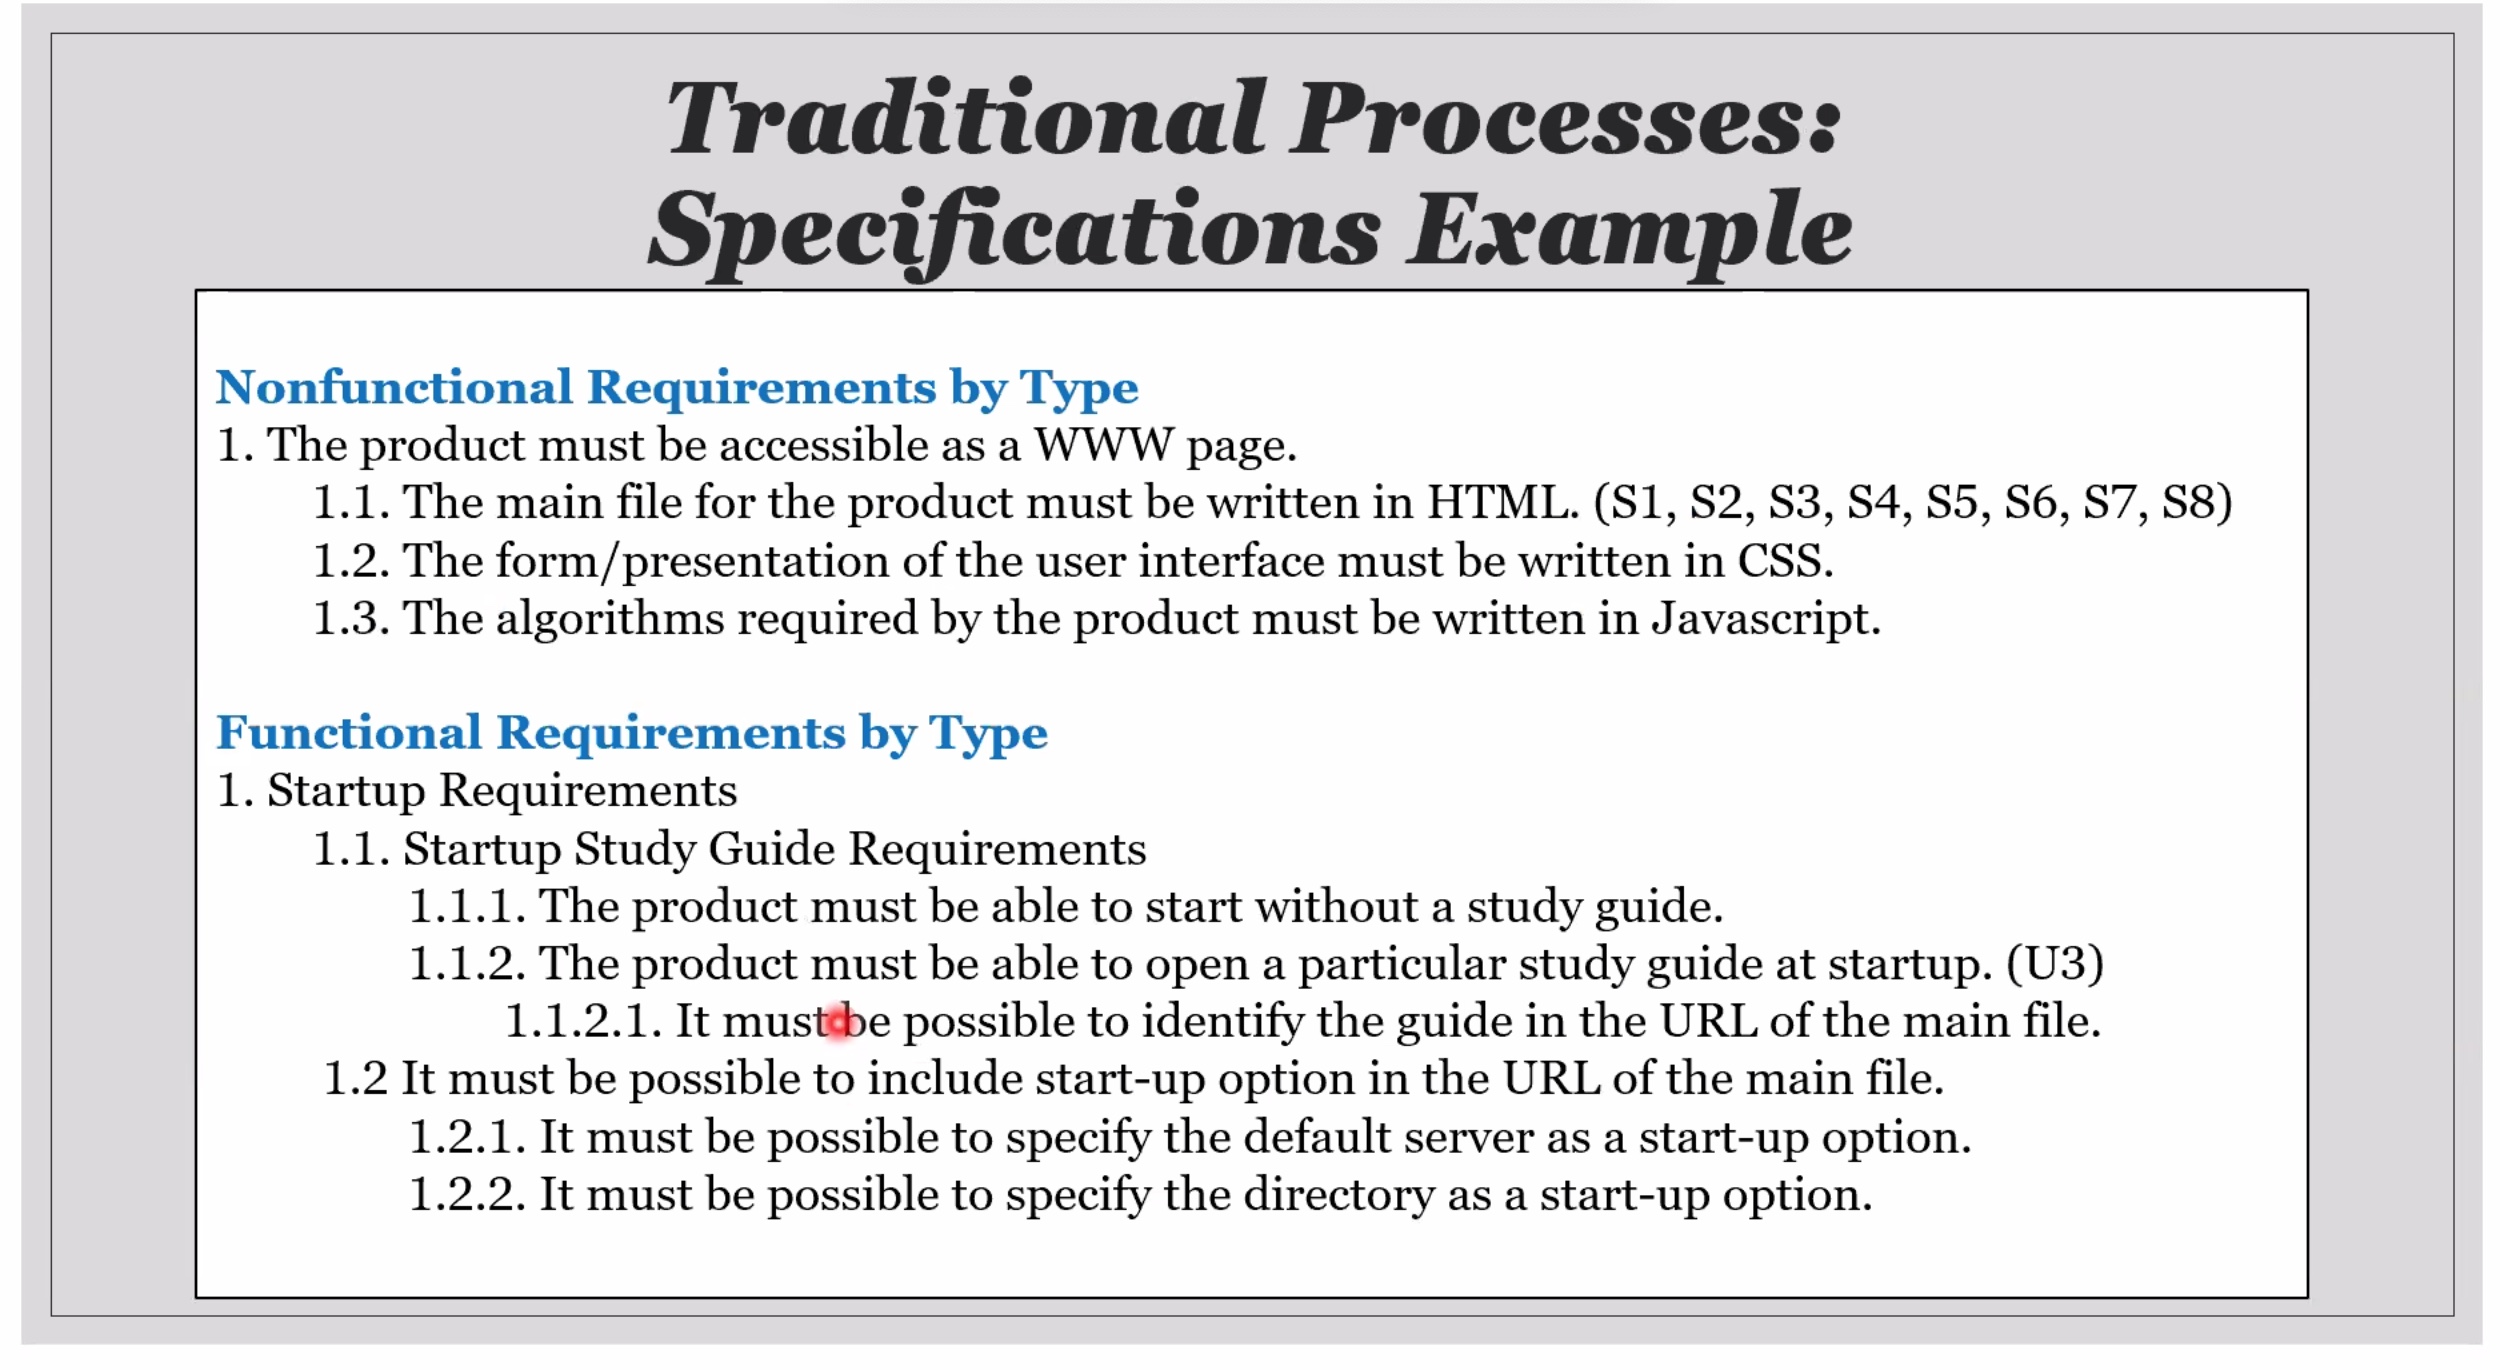 Traditional Processes:
Specifications Example
Nonfunctional Requirements by Type
1. The product must be accessible as a WWW page.
1.1. The main file for the product must be written in HTML. (S1, S2, S3, S4, S5, S6, S7, S8)
1.2. The form/presentation of the user interface must be written in CSS.
1.3. The algorithms required by the product must be written in Javascript.
Functional Requirements by Type
1. Startup Requirements
1.1. Startup Study Guide Requirements
1.1.1. The product must be able to start without a study guide.
1.1.2. The product must be able to open a particular study guide at startup. (U3)
1.1.2.1. It must be possible to identify the guide in the URL of the main file.
1.2 It must be possible to include start-up option in the URL of the main file.
1.2.1. It must be possible to specify the default server as a start-up option.
1.2.2. It must be possible to specify the directory as a start-up option.